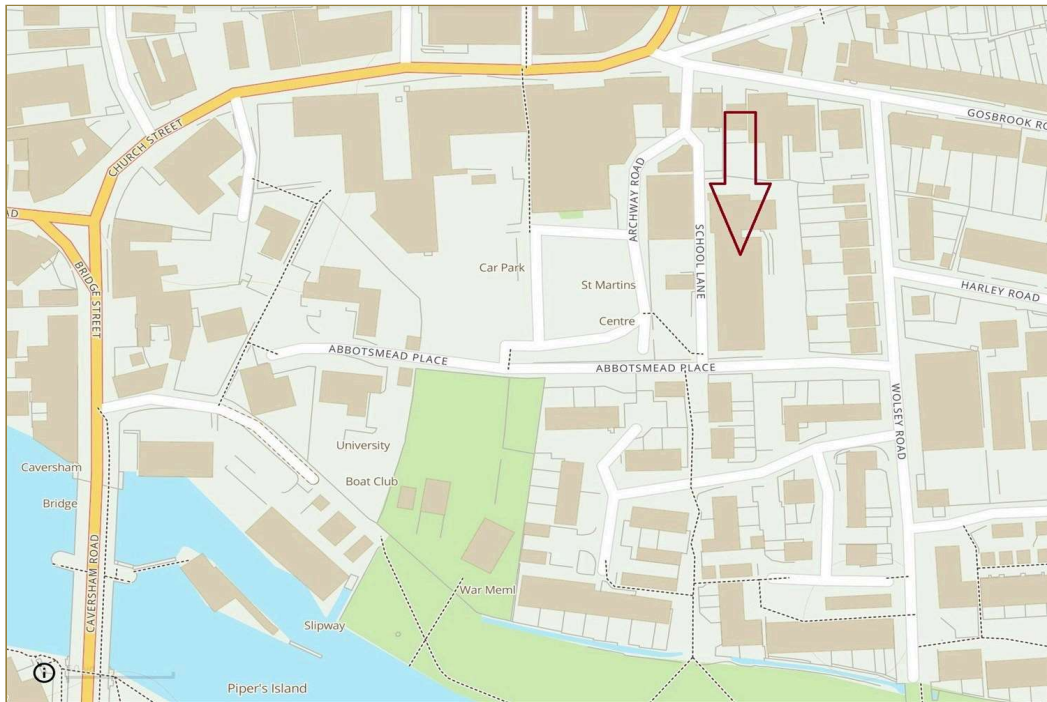 GOSBROOK RO
CHURCH STREET
ARCHWAY ROAD
AD
BRIDGE STREET
SCHOOL LANE
Car Park
St Martins
Centre
HARLEY ROAD
ABBOTSMEAD PLACE
ABBOTSMEAD PLACE
WOLSEY ROAD
University
Boat Club
Caversham
Bridge
CAVERSHAM ROAD
War Meml
Slipway
Piper's Island